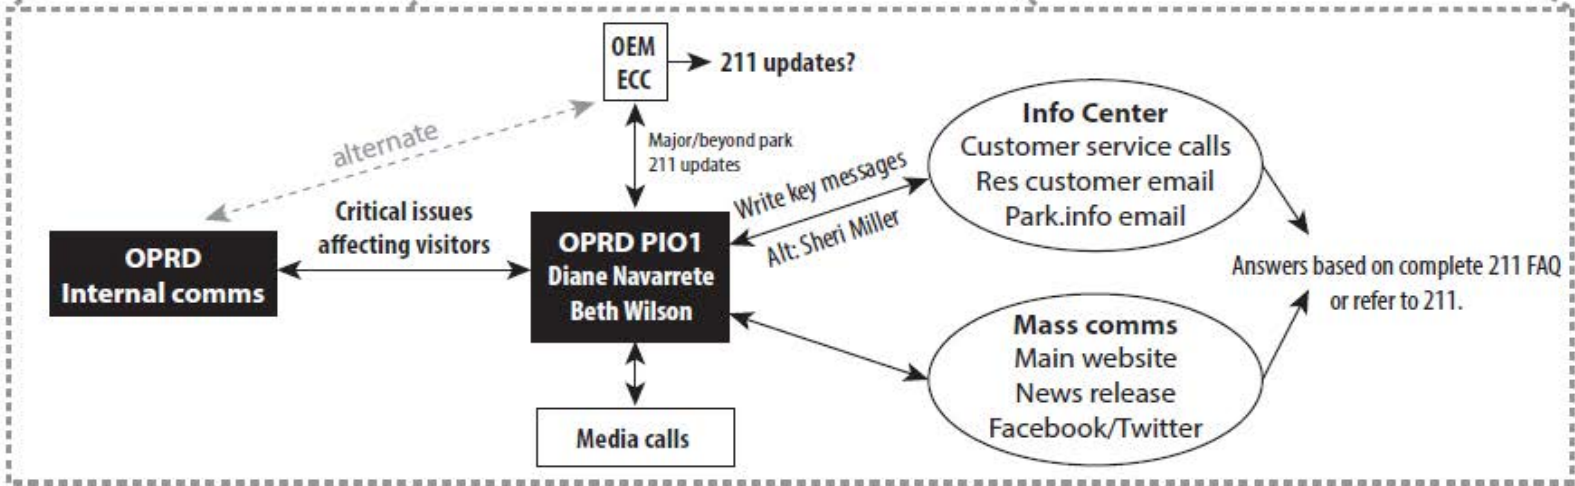 OEM
ECC
211 updates?
alternate
Major/beyond park
211 updates
Critical issues
affecting visitors
OPRD
Internal comms
OPRD PIO1
Diane Navarrete
Beth Wilson
Write key messages
Alt: Sheri Miller
Info Center
Customer service calls
Res customer email
Park.info email
Answers based on complete 211 FAQ
or refer to 211.
Mass comms
Main website
News release
Facebook/Twitter
Media calls